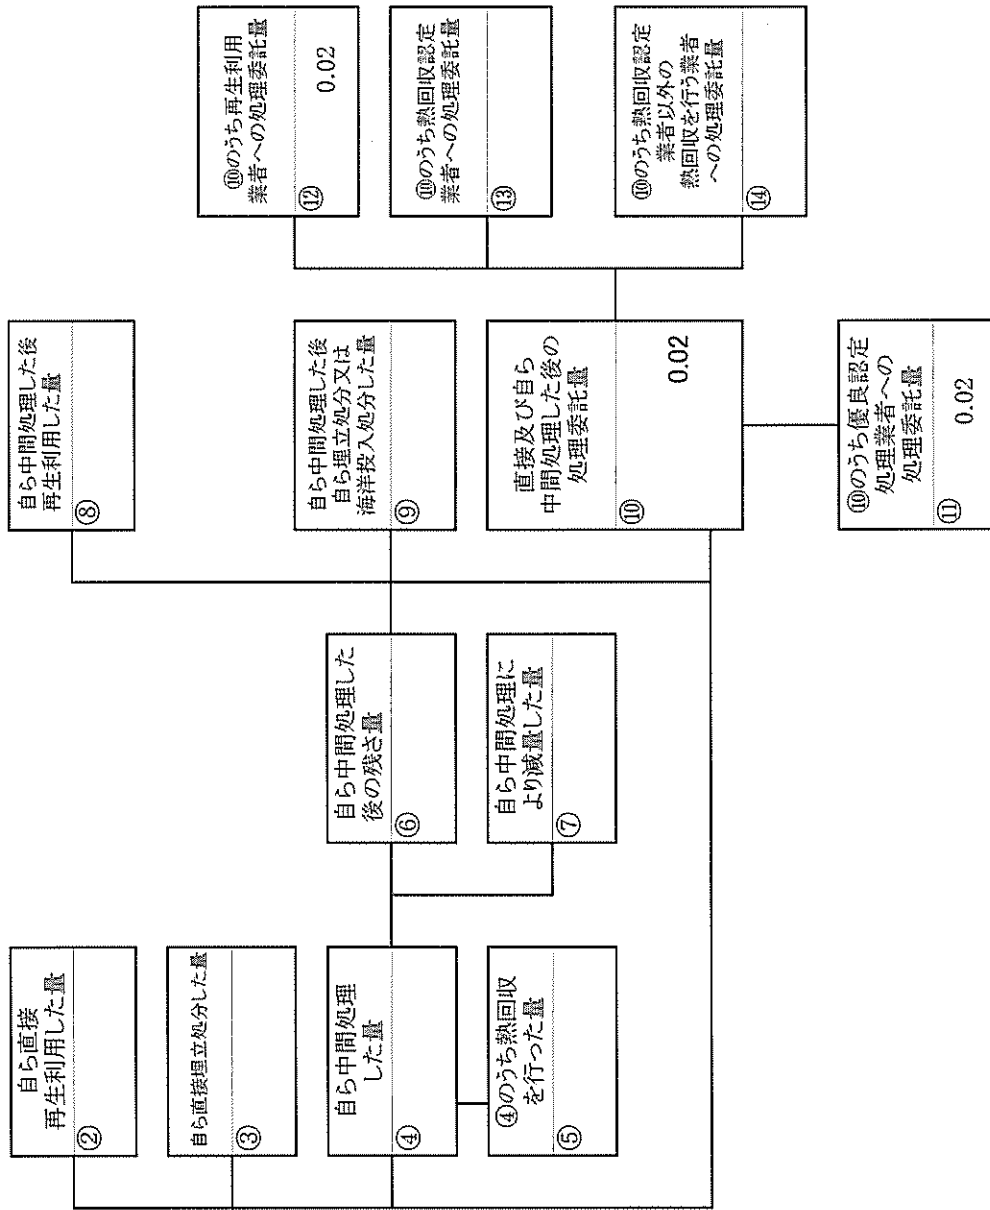 自ら直接
再生利用した量
②
自ら直接埋立処分した量
③
自ら中間処理
した量
④
④のうち熱回収
を行った量
⑤
自ら中間処理した
後の残さ量
⑥
自ら中間処理に
より減量した量
⑦
自ら中間処理した後
再生利用した量
⑧
自ら中間処理した後
自ら埋立処分又は
海洋投入処分した量
⑨
直接及び自ら
中間処理した後の
処理委託量
⑩
0.02
⑩のうち優良認定
処理業者への
処理委託量
⑪
0.02
⑩のうち再生利用
業者への処理委託量
⑫
0.02
⑩のうち熱回収認定
業者への処理委託量
⑬
⑩のうち熱回収認定
業者以外の
熱回収を行う業者
への処理委託量
⑭